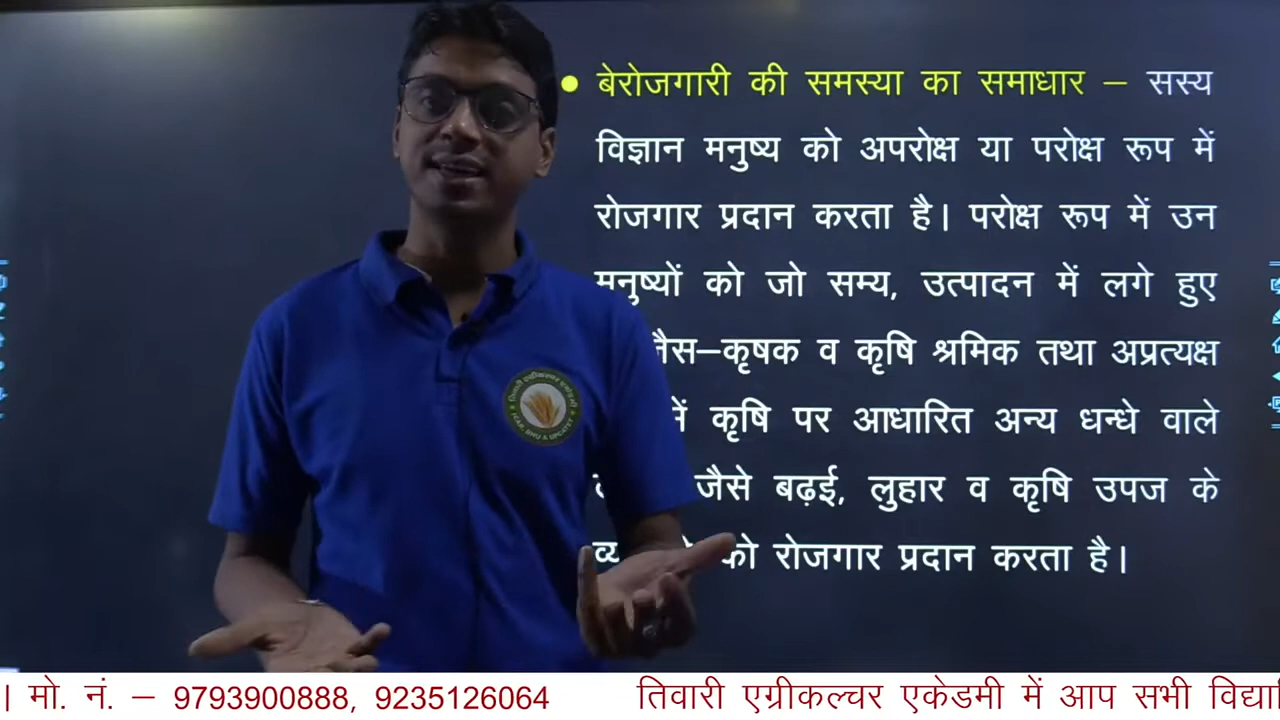 बेरोजगारी की समस्या का समाधार – सस्य
विज्ञान मनुष्य को अपरोक्ष या परोक्ष रूप में
रोजगार प्रदान करता है। परोक्ष रूप में उन
मनुष्यों को जो सम्य, उत्पादन में लगे हुए
जैस–कृषक व कृषि श्रमिक तथा अप्रत्यक्ष
में कृषि पर आधारित अन्य धन्धे वाले
जैसे बढ़ई, लुहार व कृषि उपज के
को रोजगार प्रदान करता है।
| मो. नं. – 9793900888, 9235126064 तिवारी एग्रीकल्चर एकेडमी में आप सभी